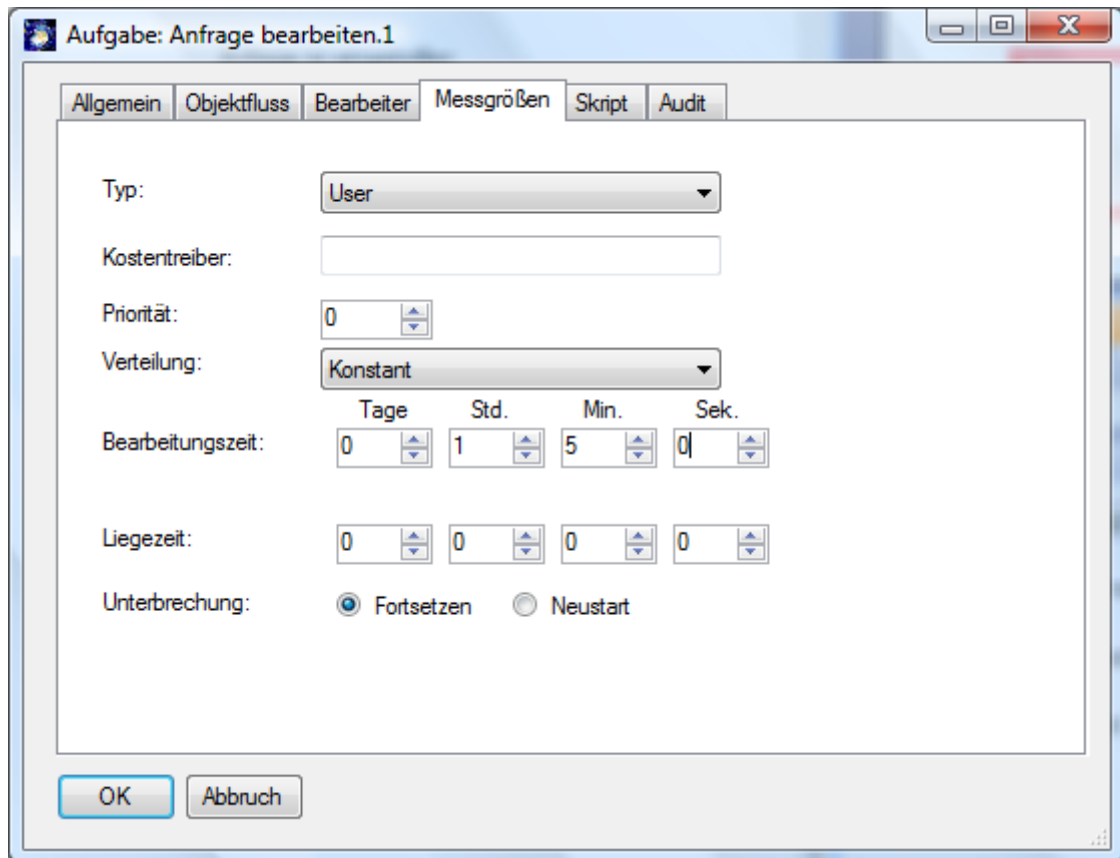 Aufgabe: Anfrage bearbeiten.1
Allgemein Objektfluss Bearbeiter Messgrößen Skript Audit
Typ: User
Kostentreiber:
Priorität: 0
Verteilung: Konstant
Tage Std. Min. Sek.
Bearbeitungszeit: 0 1 5 0
Liegezeit: 0 0 0 0
Unterbrechung: Fortsetzen Neustart
OK Abbruch